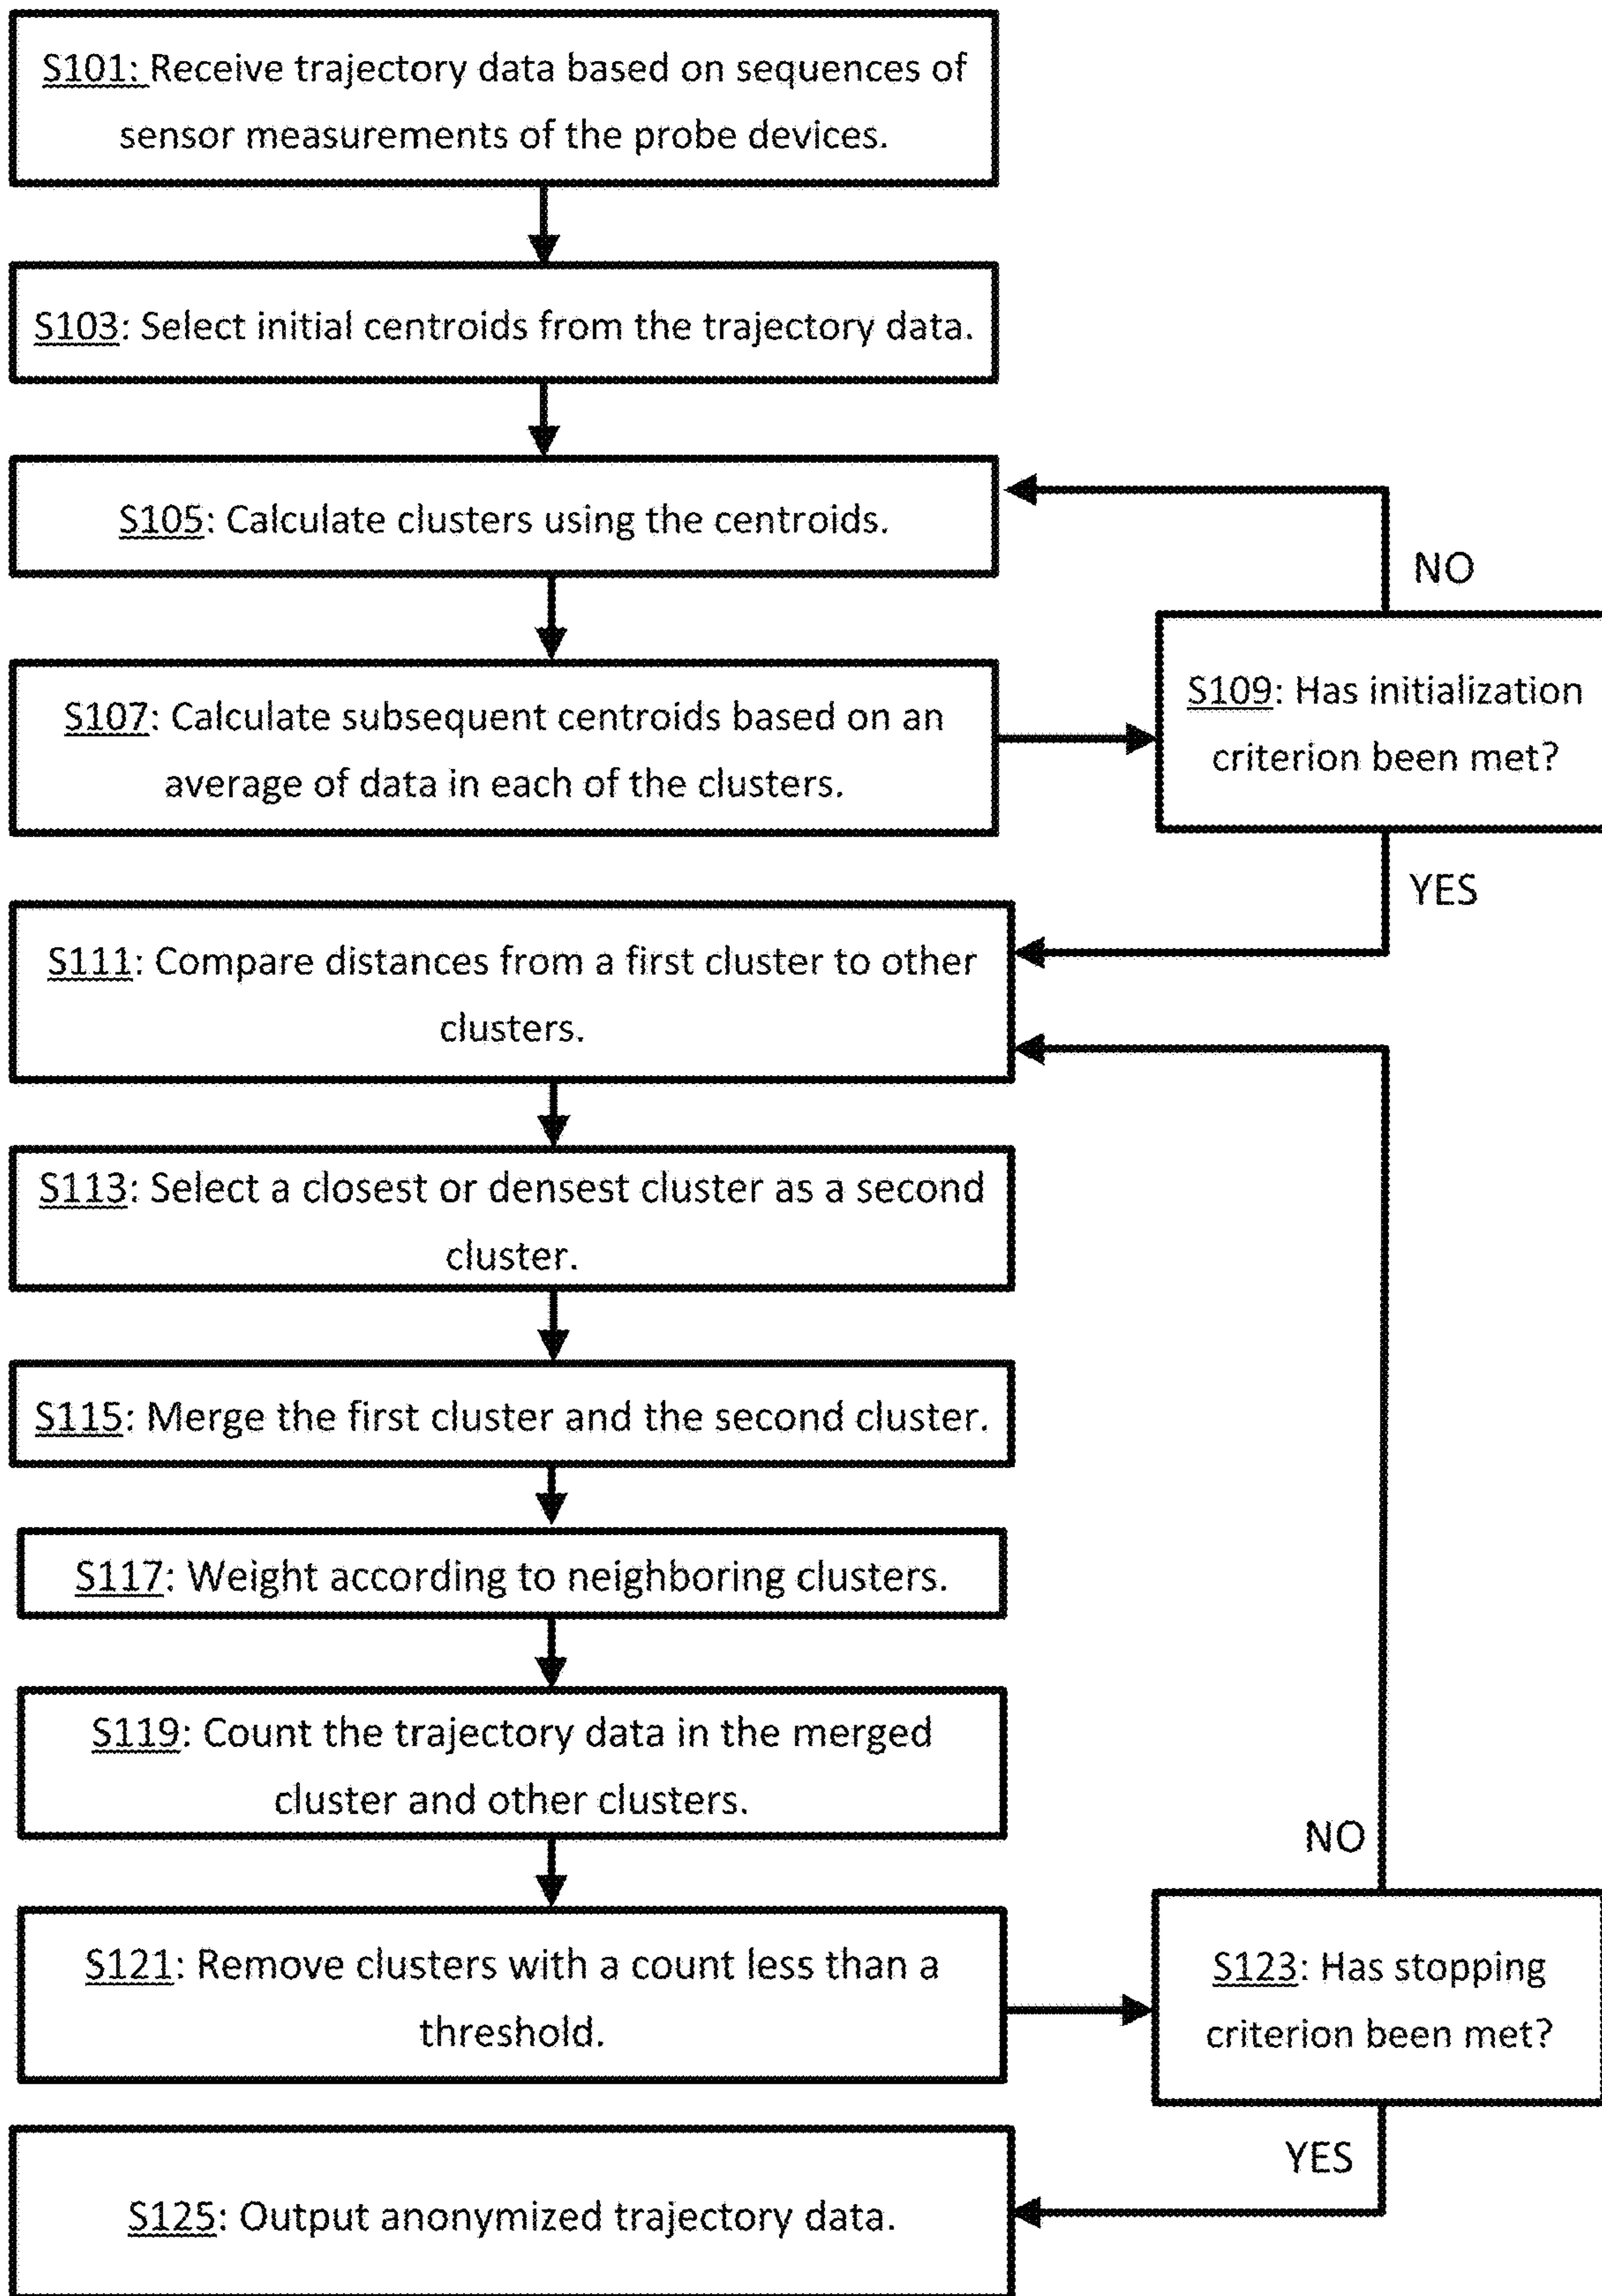 S101: Receive trajectory data based on sequences of
sensor measurements of the probe devices.
S103: Select initial centroids from the trajectory data.
S105: Calculate clusters using the centroids.
NO
S107: Calculate subsequent centroids based on an
average of data in each of the clusters.
S109: Has initialization
criterion been met?
YES
S111: Compare distances from a first cluster to other
clusters.
S113: Select a closest or densest cluster as a second
cluster.
S115: Merge the first cluster and the second cluster.
S117: Weight according to neighboring clusters.
S119: Count the trajectory data in the merged
cluster and other clusters.
NO
S121: Remove clusters with a count less than a
threshold.
S123: Has stopping
criterion been met?
YES
S125: Output anonymized trajectory data.